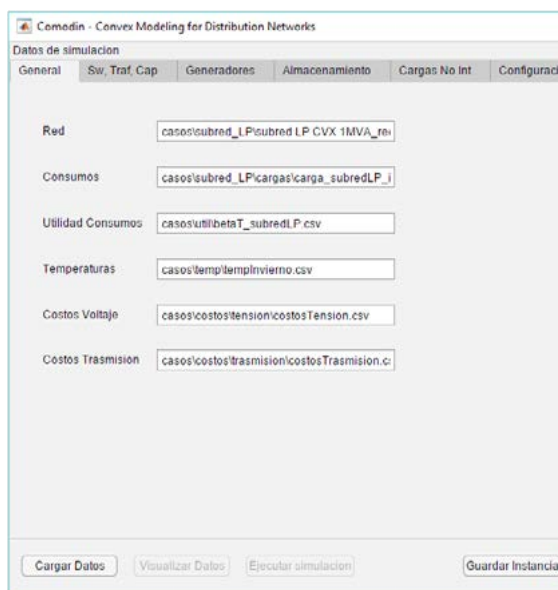 Comodin - Convex Modeling for Distribution Networks
Datos de simulacion
General Sw, Traf, Cap Generadores Almacenamiento Cargas No Int Configuraci
Red casos\subred_LP\subred LP CVX 1MVA_re
Consumos casos\subred_LP\cargas\carga_subredLP_i
Utilidad Consumos casos\util\betaT_subredLP.csv
Temperaturas casos\temp\tempInvierno.csv
Costos Voltaje casos\costos\tension\costosTension.csv
Costos Trasmision casos\costos\trasmision\costosTrasmision.c
Cargar Datos Visualizar Datos Ejecutar simulacion Guardar Instancia